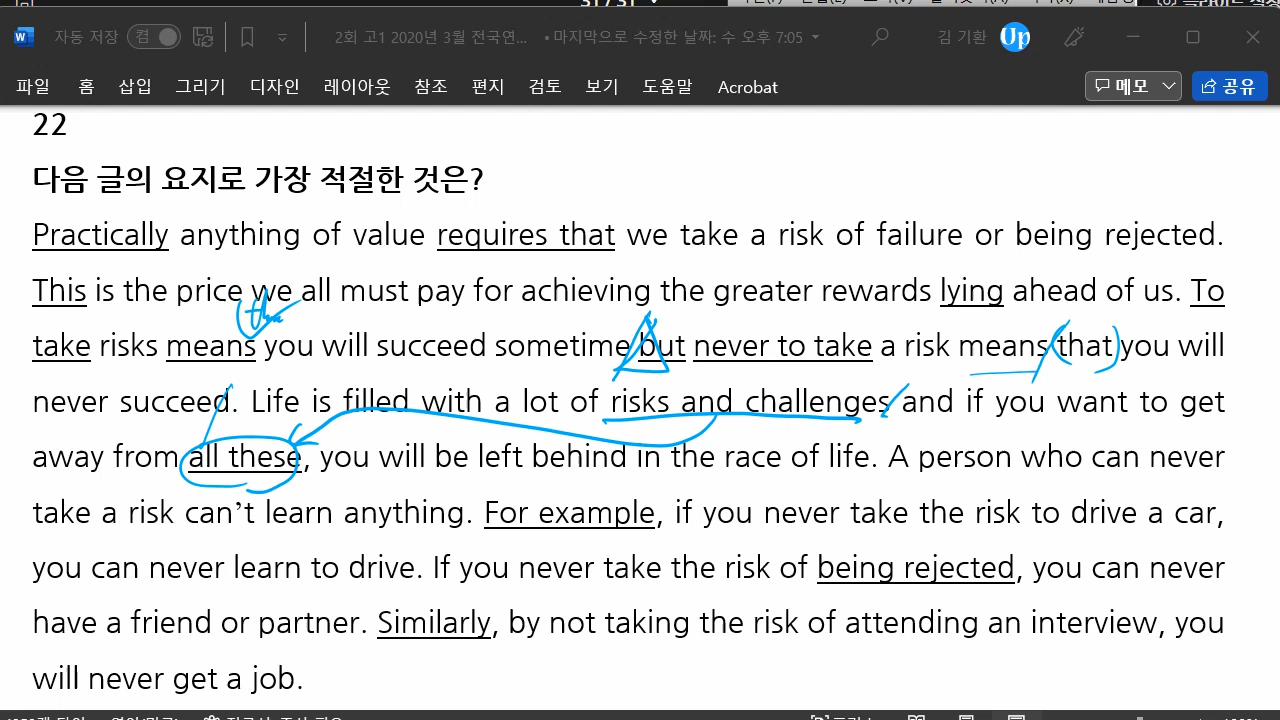 자동 저장 켬 2회 고1 2020년 3월 전국연... • 마지막으로 수정한 날짜: 수 오후 7:05 김 기환 Up
파일 홈 삽입 그리기 디자인 레이아웃 참조 편지 검토 보기 도움말 Acrobat 메모 공유
22
다음 글의 요지로 가장 적절한 것은?
Practically anything of value requires that we take a risk of failure or being rejected.
This is the price we all must pay for achieving the greater rewards lying ahead of us. To
take risks means you will succeed sometime but never to take a risk means that you will
never succeed. Life is filled with a lot of risks and challenges and if you want to get
away from all these, you will be left behind in the race of life. A person who can never
take a risk can’t learn anything. For example, if you never take the risk to drive a car,
you can never learn to drive. If you never take the risk of being rejected, you can never
have a friend or partner. Similarly, by not taking the risk of attending an interview, you
will never get a job.